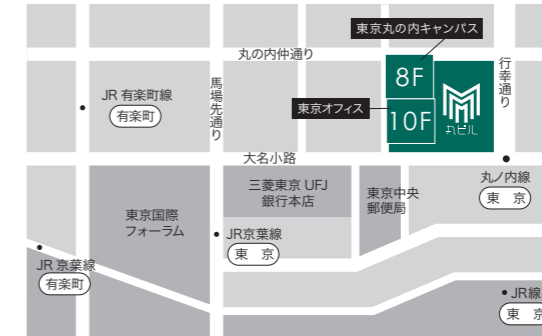 東京丸の内キャンパス
丸の内仲通り
8F
行幸通り
JR 有楽町線
有楽町
馬場先通り
東京オフィス
10F
丸ビル
大名小路
三菱東京 UFJ
銀行本店
東京中央
郵便局
丸ノ内線
東 京
東京国際
フォーラム
JR京葉線
東 京
JR 京葉線
有楽町
JR線
東 京